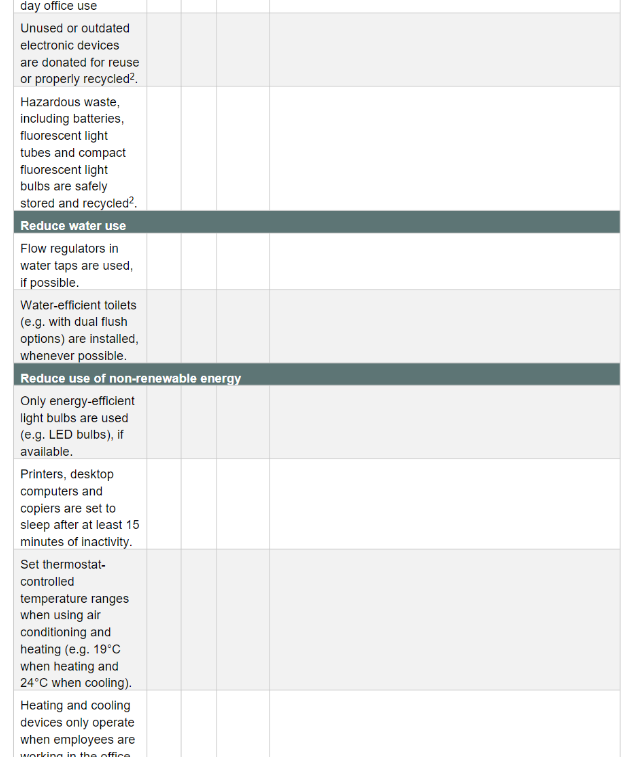 day office use
Unused or outdated
electronic devices
are donated for reuse
or properly recycled2.
Hazardous waste,
including batteries,
fluorescent light
tubes and compact
fluorescent light
bulbs are safely
stored and recycled2.
Reduce water use
Flow regulators in
water taps are used,
if possible.
Water-efficient toilets
(e.g. with dual flush
options) are installed,
whenever possible.
Reduce use of non-renewable energy
Only energy-efficient
light bulbs are used
(e.g. LED bulbs), if
available.
Printers, desktop
computers and
copiers are set to
sleep after at least 15
minutes of inactivity.
Set thermostat-
controlled
temperature ranges
when using air
conditioning and
heating (e.g. 19°C
when heating and
24°C when cooling).
Heating and cooling
devices only operate
when employees are
working in the office